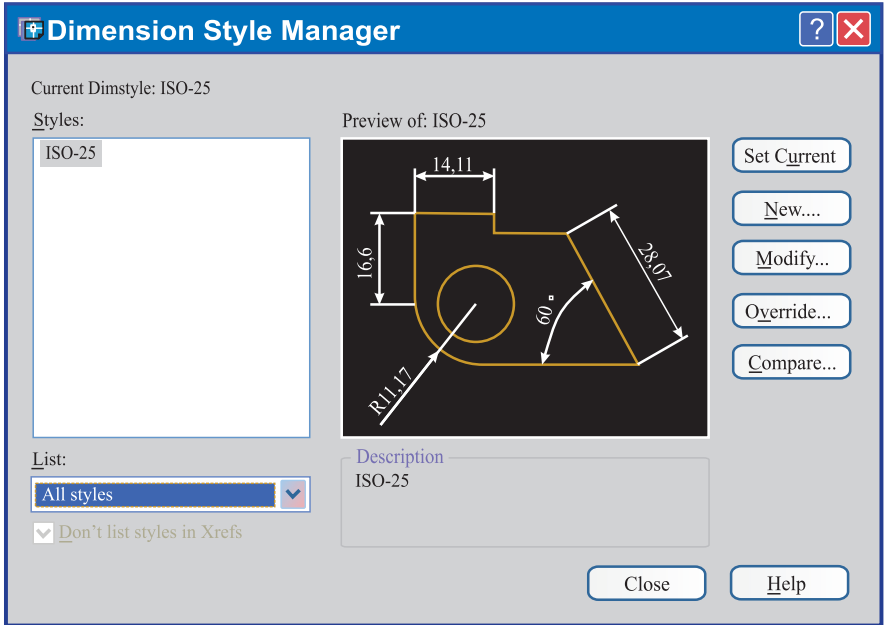 Dimension Style Manager
?
Current Dimstyle: ISO-25
Styles:
ISO-25
Preview of: ISO-25
14,11
16,6
28,07
60°
R11,17
Set Current
New....
Modify...
Override...
Compare...
List:
All styles
Don't list styles in Xrefs
Description
ISO-25
Close
Help